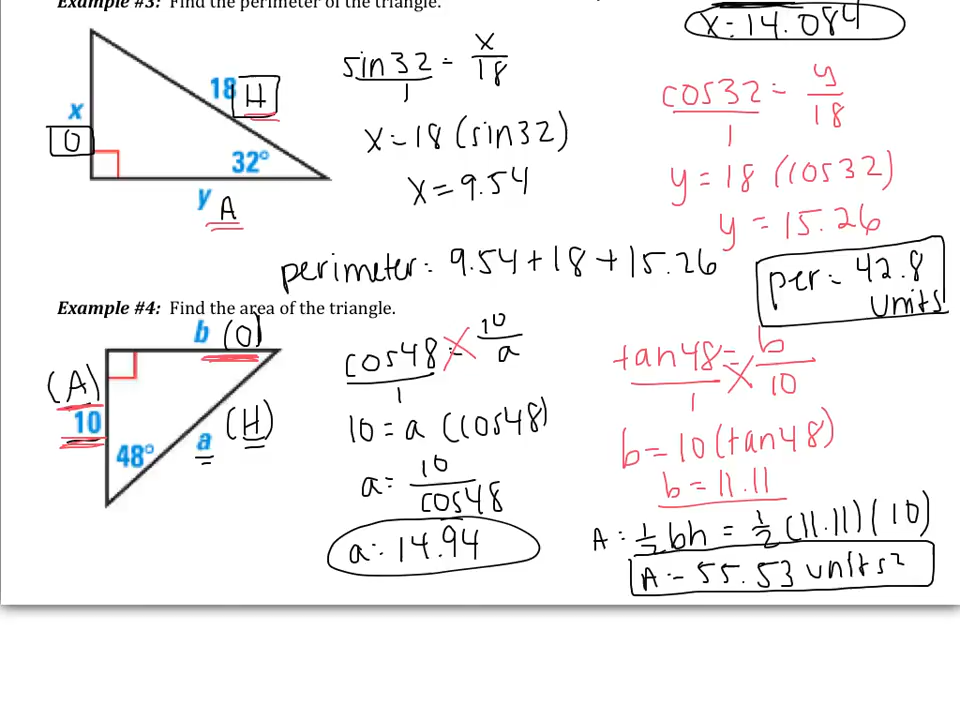 Example #3: Find the perimeter of the triangle.
x = 14.084
18 H
x
O
32°
y A
sin32 = x
1 18
x = 18 (sin32)
x = 9.54
cos32 = y
1 18
y = 18 (cos32)
y = 15.26
perimeter: 9.54 + 18 + 15.26
per = 42.8
units
Example #4: Find the area of the triangle.
b (O)
(A)
10
48°
a (H)
cos48 = 10
1 a
10 = a (cos48)
a = 10
cos48
a = 14.94
tan48 = b
1 10
b = 10 (tan48)
b = 11.11
A = 1/2 bh = 1/2 (11.11)(10)
A = 55.53 units²